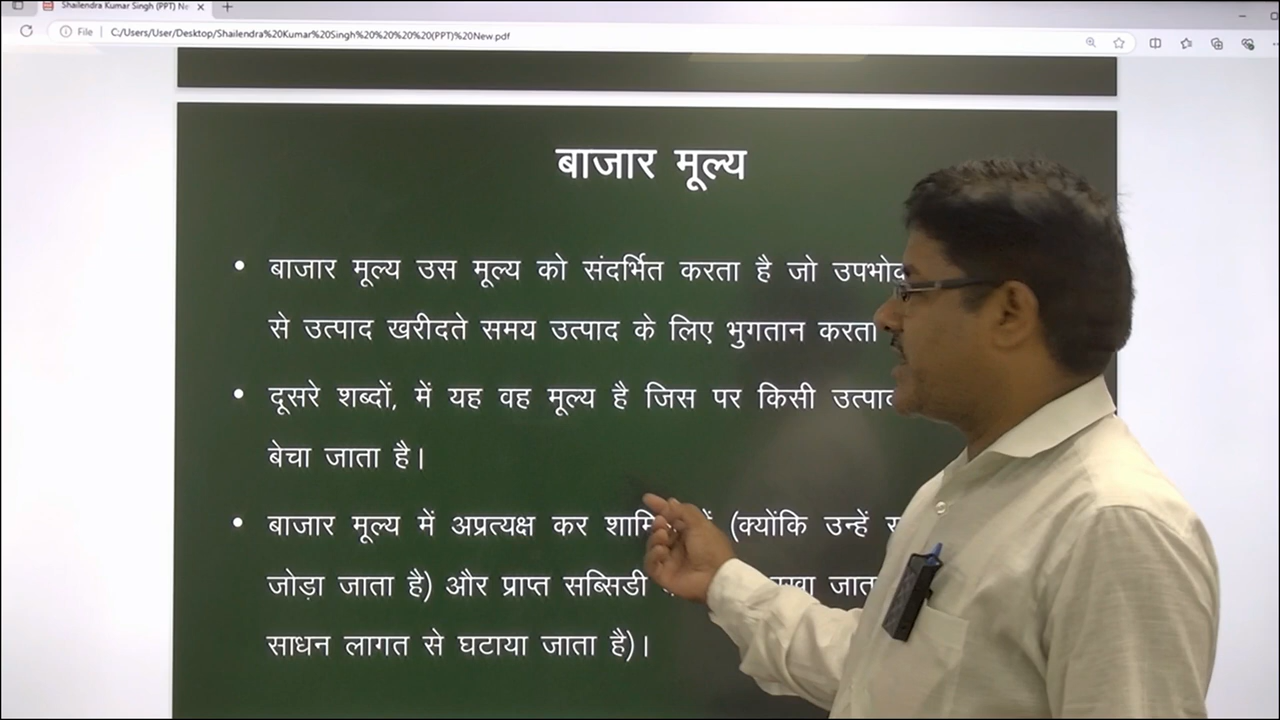 Shailendra Kumar Singh (PPT) Ne
File
C:/Users/User/Desktop/Shailendra%20Kumar%20Singh%20%20%20%20(PPT)%20New.pdf
बाजार मूल्य
• बाजार मूल्य उस मूल्य को संदर्भित करता है जो
से उत्पाद खरीदते समय उत्पाद के लिए भुगतान करता
• दूसरे शब्दों, में यह वह मूल्य है जिस पर किसी
बेचा जाता है।
• बाजार मूल्य में अप्रत्यक्ष कर (क्योंकि उन्हें
जोड़ा जाता है) और प्राप्त सब्सिडी
साधन लागत से घटाया जाता है)।